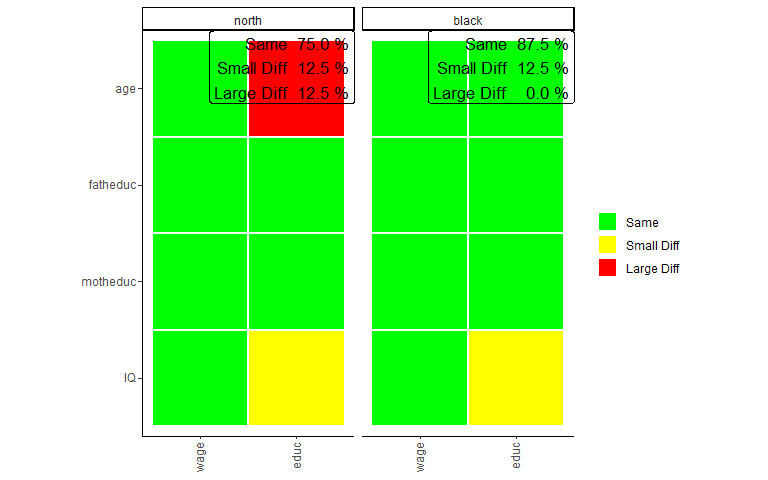 north
black
Same 75.0 %
Small Diff 12.5 %
Large Diff 12.5 %
Same 87.5 %
Small Diff 12.5 %
Large Diff 0.0 %
age
fatheduc
motheduc
IQ
wage
educ
wage
educ
Same
Small Diff
Large Diff